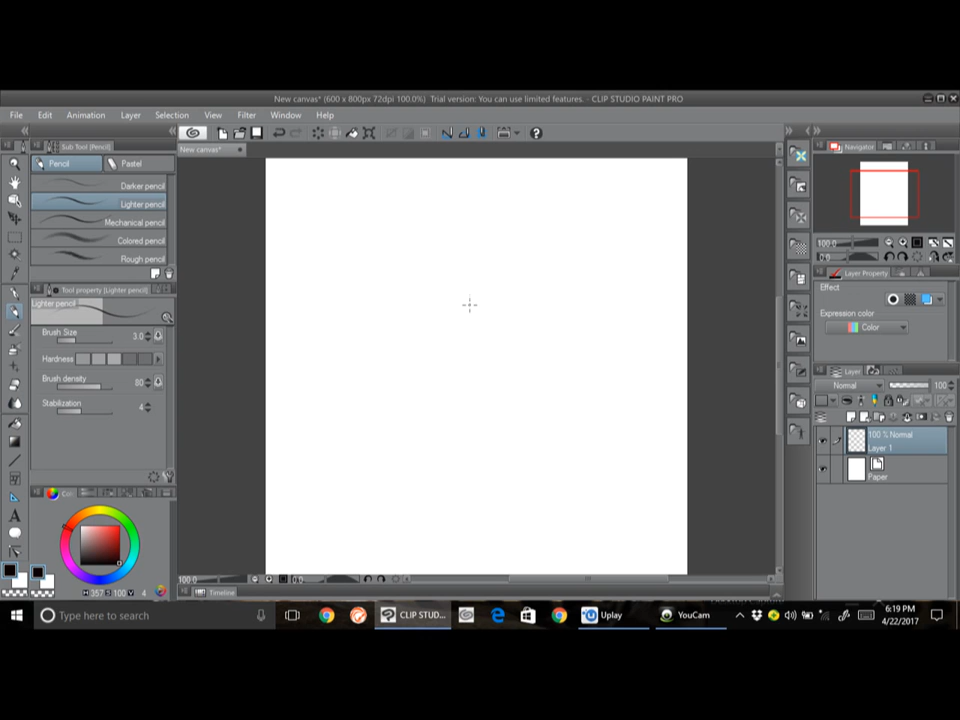 New canvas* (600 x 800px 72dpi 100.0%)  Trial version: You can use limited features. - CLIP STUDIO PAINT PRO
File Edit Animation Layer Selection View Filter Window Help
Sub Tool [Pencil]
New canvas*
Navigator
Pencil Pastel
Darker pencil
Lighter pencil
Mechanical pencil
Colored pencil
Rough pencil
100.0
0.0
Layer Property
Tool property [Lighter pencil]
Effect
Lighter pencil
Expression color
Color
Brush Size 3.0
Hardness
Brush density 80
Stabilization 4
Layer
Normal 100
100 % Normal
Layer 1
Paper
A
100.0 0.0
H 357 S 100 V 4
Timeline
Type here to search
CLIP STUD...
Uplay
YouCam
6:19 PM
4/22/2017